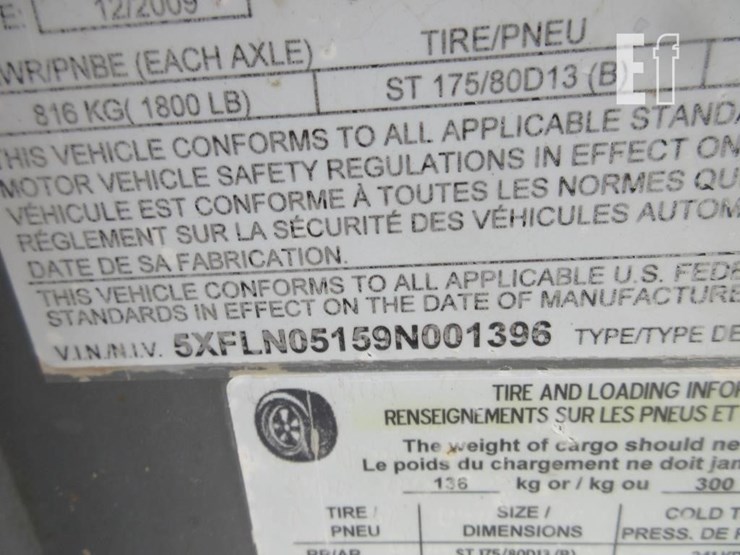 E: 12/2009
WR/PNBE (EACH AXLE) TIRE/PNEU
816 KG( 1800 LB) ST 175/80D13 (B)
Ef
THIS VEHICLE CONFORMS TO ALL APPLICABLE STANDA
MOTOR VEHICLE SAFETY REGULATIONS IN EFFECT ON
VÉHICULE EST CONFORME À TOUTES LES NORMES QU
RÈGLEMENT SUR LA SÉCURITÉ DES VÉHICULES AUTOM
DATE DE SA FABRICATION.
THIS VEHICLE CONFORMS TO ALL APPLICABLE U.S. FEDE
STANDARDS IN EFFECT ON THE DATE OF MANUFACTURE
V.I.N./N.I.V. 5XFLN05159N001396 TYPE/TYPE DE
TIRE AND LOADING INFOR
RENSEIGNEMENTS SUR LES PNEUS ET
The weight of cargo should ne
Le poids du chargement ne doit jam
136 kg or / kg ou 300
TIRE / SIZE / COLD T
PNEU DIMENSIONS PRESS. DE
ST 175/80D13 (B)